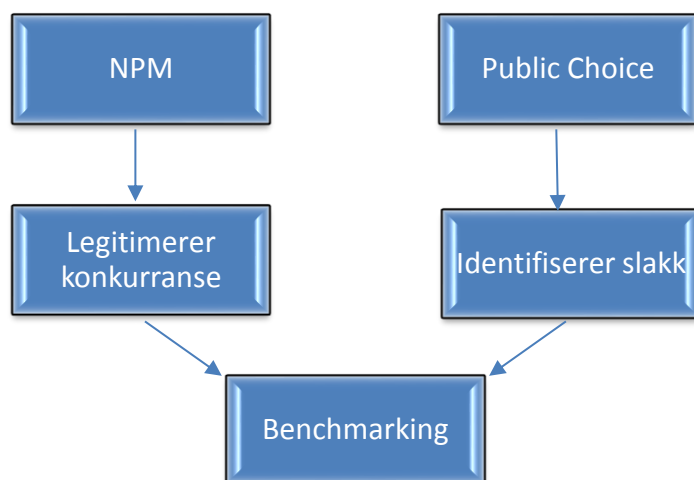 NPM
Public Choice
Legitimerer
konkurranse
Identifiserer slakk
Benchmarking